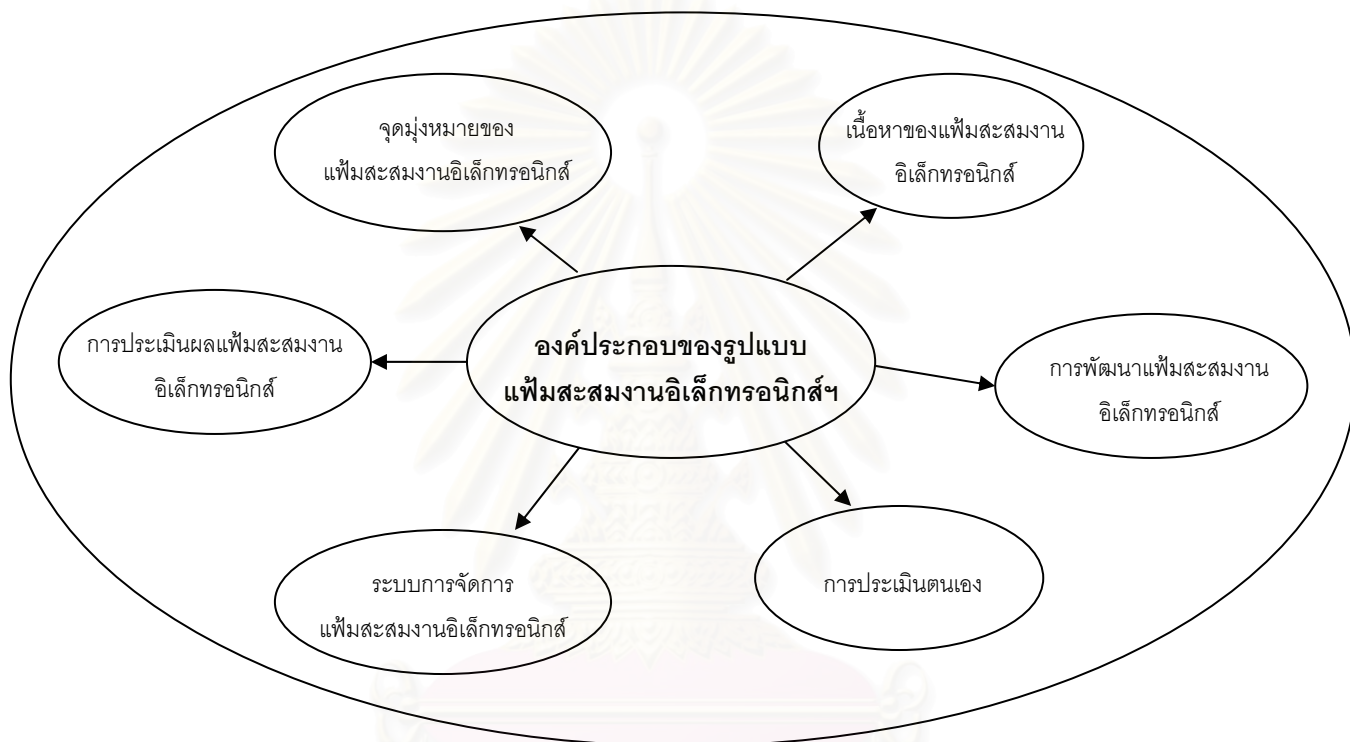 จุดมุ่งหมายของ
แฟ้มสะสมงานอิเล็กทรอนิกส์
เนื้อหาของแฟ้มสะสมงาน
อิเล็กทรอนิกส์
การประเมินผลแฟ้มสะสมงาน
อิเล็กทรอนิกส์
องค์ประกอบของรูปแบบ
แฟ้มสะสมงานอิเล็กทรอนิกส์ฯ
การพัฒนาแฟ้มสะสมงาน
อิเล็กทรอนิกส์
ระบบการจัดการ
แฟ้มสะสมงานอิเล็กทรอนิกส์
การประเมินตนเอง